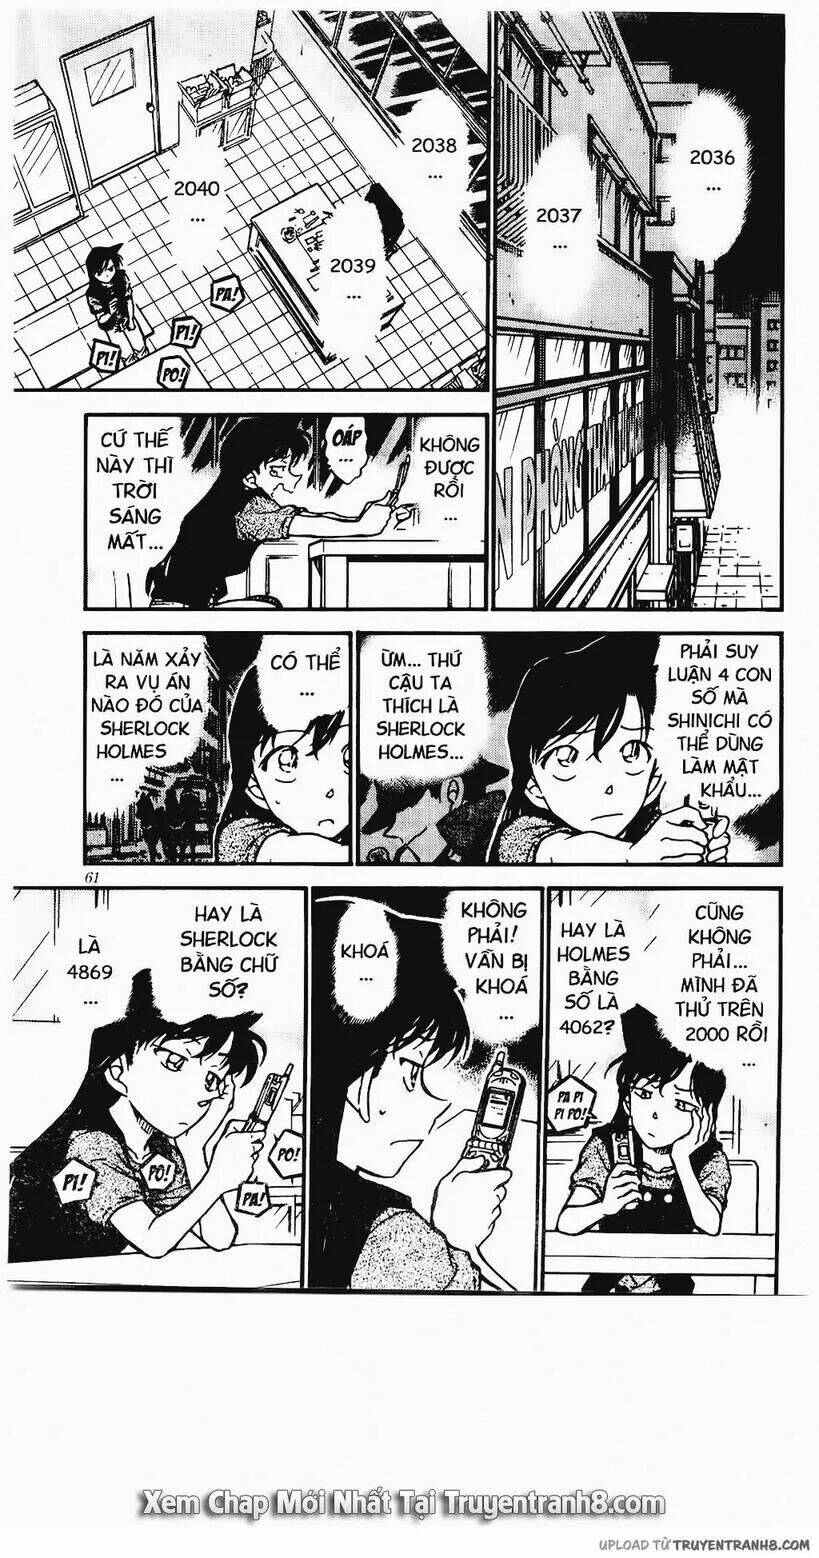 2036
...
2037
...
2038
...
2039
...
2040
...
PA!
PI!
PO!
N PHÒNG THÁM
KHÔNG
ĐƯỢC
RỒI
...
OÁP
...
CỨ THẾ
NÀY THÌ
TRỜI
SÁNG
MẤT...
PHẢI SUY
LUẬN 4 CON
SỐ MÀ
SHINICHI CÓ
THỂ DÙNG
LÀM MẬT
KHẨU...
ỪM... THỨ
CẬU TA
THÍCH LÀ
SHERLOCK
HOLMES...
CÓ THỂ
...
LÀ NĂM XẢY
RA VỤ ÁN
NÀO ĐÓ CỦA
SHERLOCK
HOLMES
...
61
CŨNG
KHÔNG
PHẢI...
MÌNH ĐÃ
THỬ TRÊN
2000 RỒI
...
HAY LÀ
HOLMES
BẰNG
SỐ LÀ
4062?
PA PI
PI PO!
KHÔNG
PHẢI!
VẪN BỊ
KHOÁ
...
KHOÁ
...
HAY LÀ
SHERLOCK
BẰNG CHỮ
SỐ?
LÀ
4869
...
PO!
PA!
PO!
PI!
Xem Chap Mới Nhất Tại Truyentranh8.com
UPLOAD TỪ TRUYENTRANH8.COM